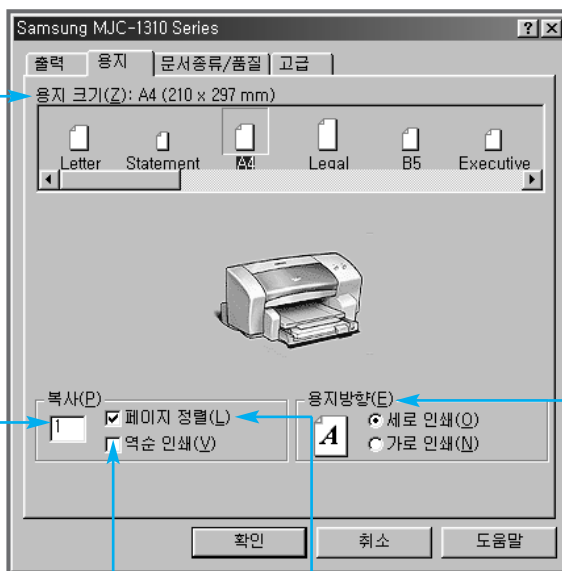 Samsung MJC-1310 Series
출력 용지 문서종류/품질 고급
용지 크기(Z): A4 (210 x 297 mm)
Letter Statement A4 Legal B5 Executive
복사(P)
1
페이지 정렬(L)
역순 인쇄(V)
용지방향(E)
A
세로 인쇄(O)
가로 인쇄(N)
확인 취소 도움말